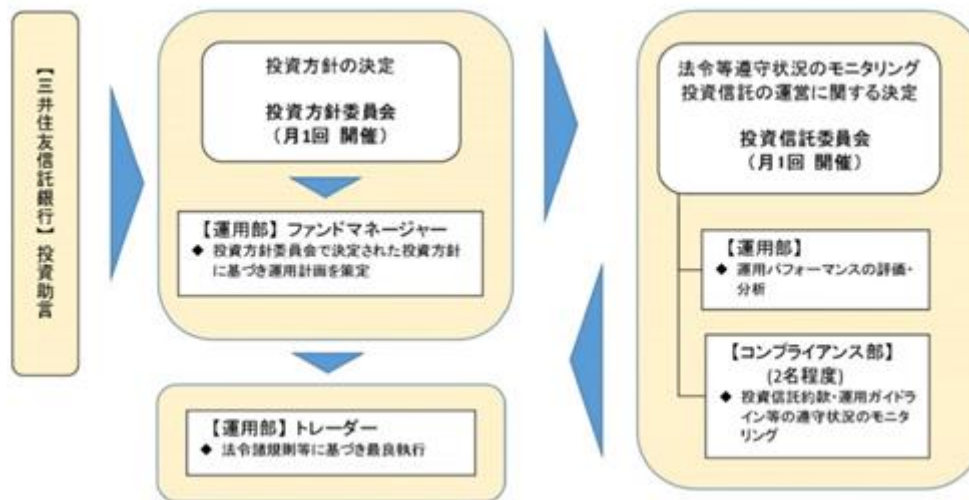 【三井住友信託銀行】投資助言
投資方針の決定
投資方針委員会
(月1回 開催)
【運用部】ファンドマネージャー
◆ 投資方針委員会で決定された投資方針
に基づき運用計画を策定
【運用部】トレーダー
◆ 法令諸規則等に基づき最良執行
法令等遵守状況のモニタリング
投資信託の運営に関する決定
投資信託委員会
(月1回 開催)
【運用部】
◆ 運用パフォーマンスの評価・
分析
【コンプライアンス部】
(2名程度)
◆ 投資信託約款・運用ガイドラ
イン等の遵守状況のモニタ
リング